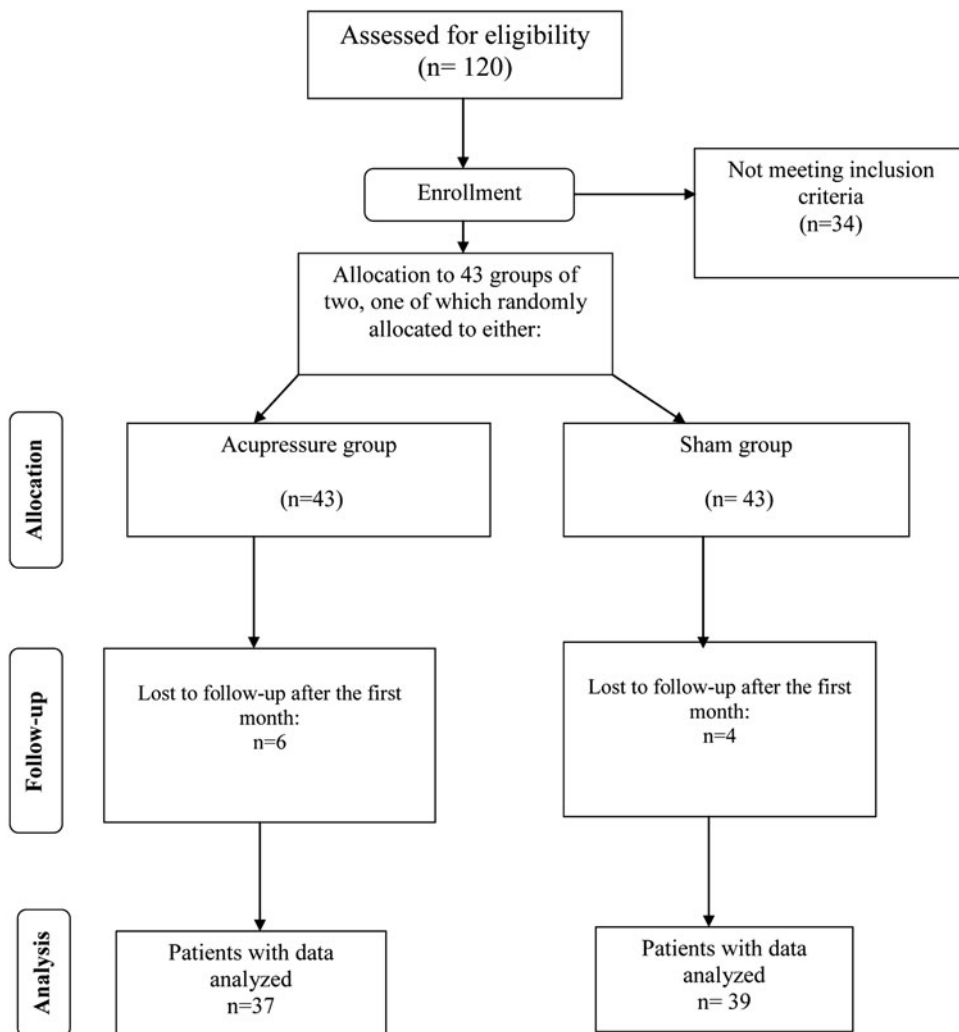 Assessed for eligibility
(n= 120)
Enrollment
Not meeting inclusion
criteria
(n=34)
Allocation to 43 groups of
two, one of which randomly
allocated to either:
Allocation
Acupressure group
(n=43)
Sham group
(n= 43)
Follow-up
Lost to follow-up after the first
month:
n=6
Lost to follow-up after the first
month:
n=4
Analysis
Patients with data
analyzed
n=37
Patients with data
analyzed
n= 39